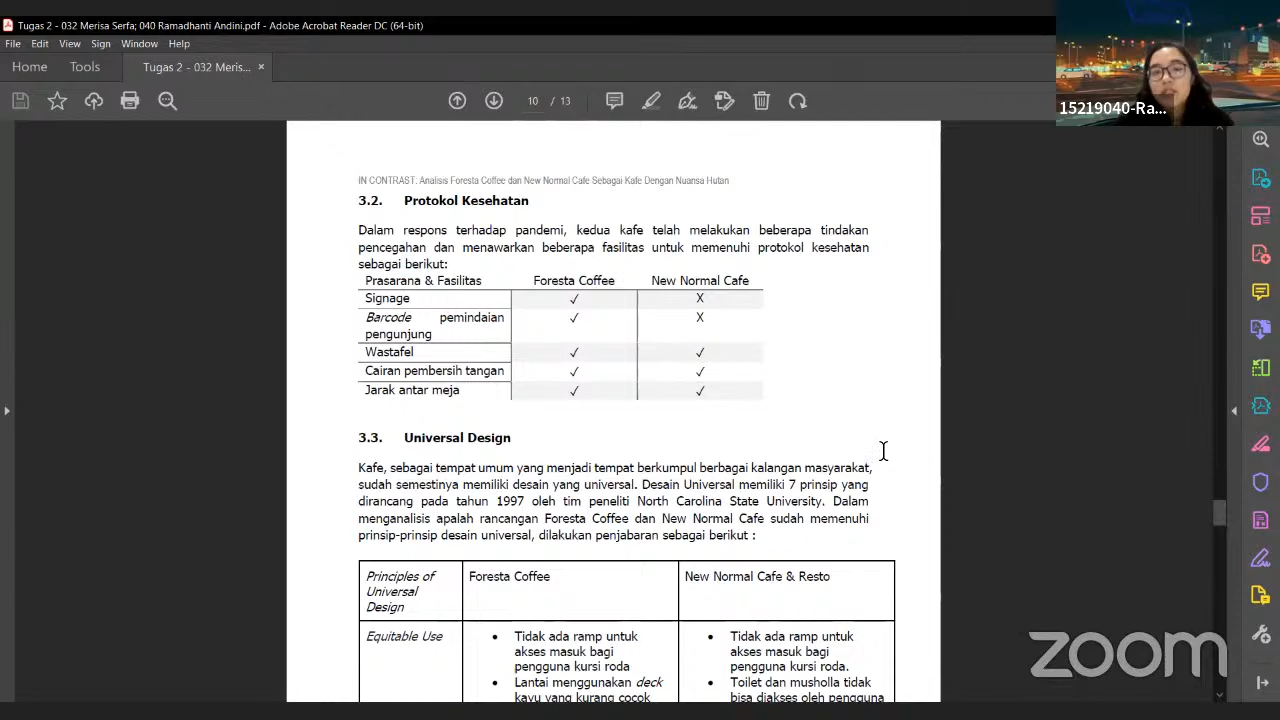 Tugas 2 - 032 Merisa Serfa; 040 Ramadhanti Andini.pdf - Adobe Acrobat Reader DC (64-bit)
File Edit View Sign Window Help
Home Tools Tugas 2 - 032 Meris... ×
10 / 13
15219040-Ra...
IN CONTRAST: Analisis Foresta Coffee dan New Normal Cafe Sebagai Kafe Dengan Nuansa Hutan
3.2. Protokol Kesehatan
Dalam respons terhadap pandemi, kedua kafe telah melakukan beberapa tindakan
pencegahan dan menawarkan beberapa fasilitas untuk memenuhi protokol kesehatan
sebagai berikut:
Prasarana & Fasilitas Foresta Coffee New Normal Cafe
Signage ✓ X
Barcode pemindaian ✓ X
pengunjung
Wastafel ✓ ✓
Cairan pembersih tangan ✓ ✓
Jarak antar meja ✓ ✓
3.3. Universal Design
Kafe, sebagai tempat umum yang menjadi tempat berkumpul berbagai kalangan masyarakat,
sudah semestinya memiliki desain yang universal. Desain Universal memiliki 7 prinsip yang
dirancang pada tahun 1997 oleh tim peneliti North Carolina State University. Dalam
menganalisis apalah rancangan Foresta Coffee dan New Normal Cafe sudah memenuhi
prinsip-prinsip desain universal, dilakukan penjabaran sebagai berikut :
Principles of Universal Design
Foresta Coffee
New Normal Cafe & Resto
Equitable Use
• Tidak ada ramp untuk
akses masuk bagi
pengguna kursi roda
• Lantai menggunakan deck
kayu yang kurang cocok
• Tidak ada ramp untuk
akses masuk bagi
pengguna kursi roda.
• Toilet dan musholla tidak
bisa diakses oleh pengguna
zoom